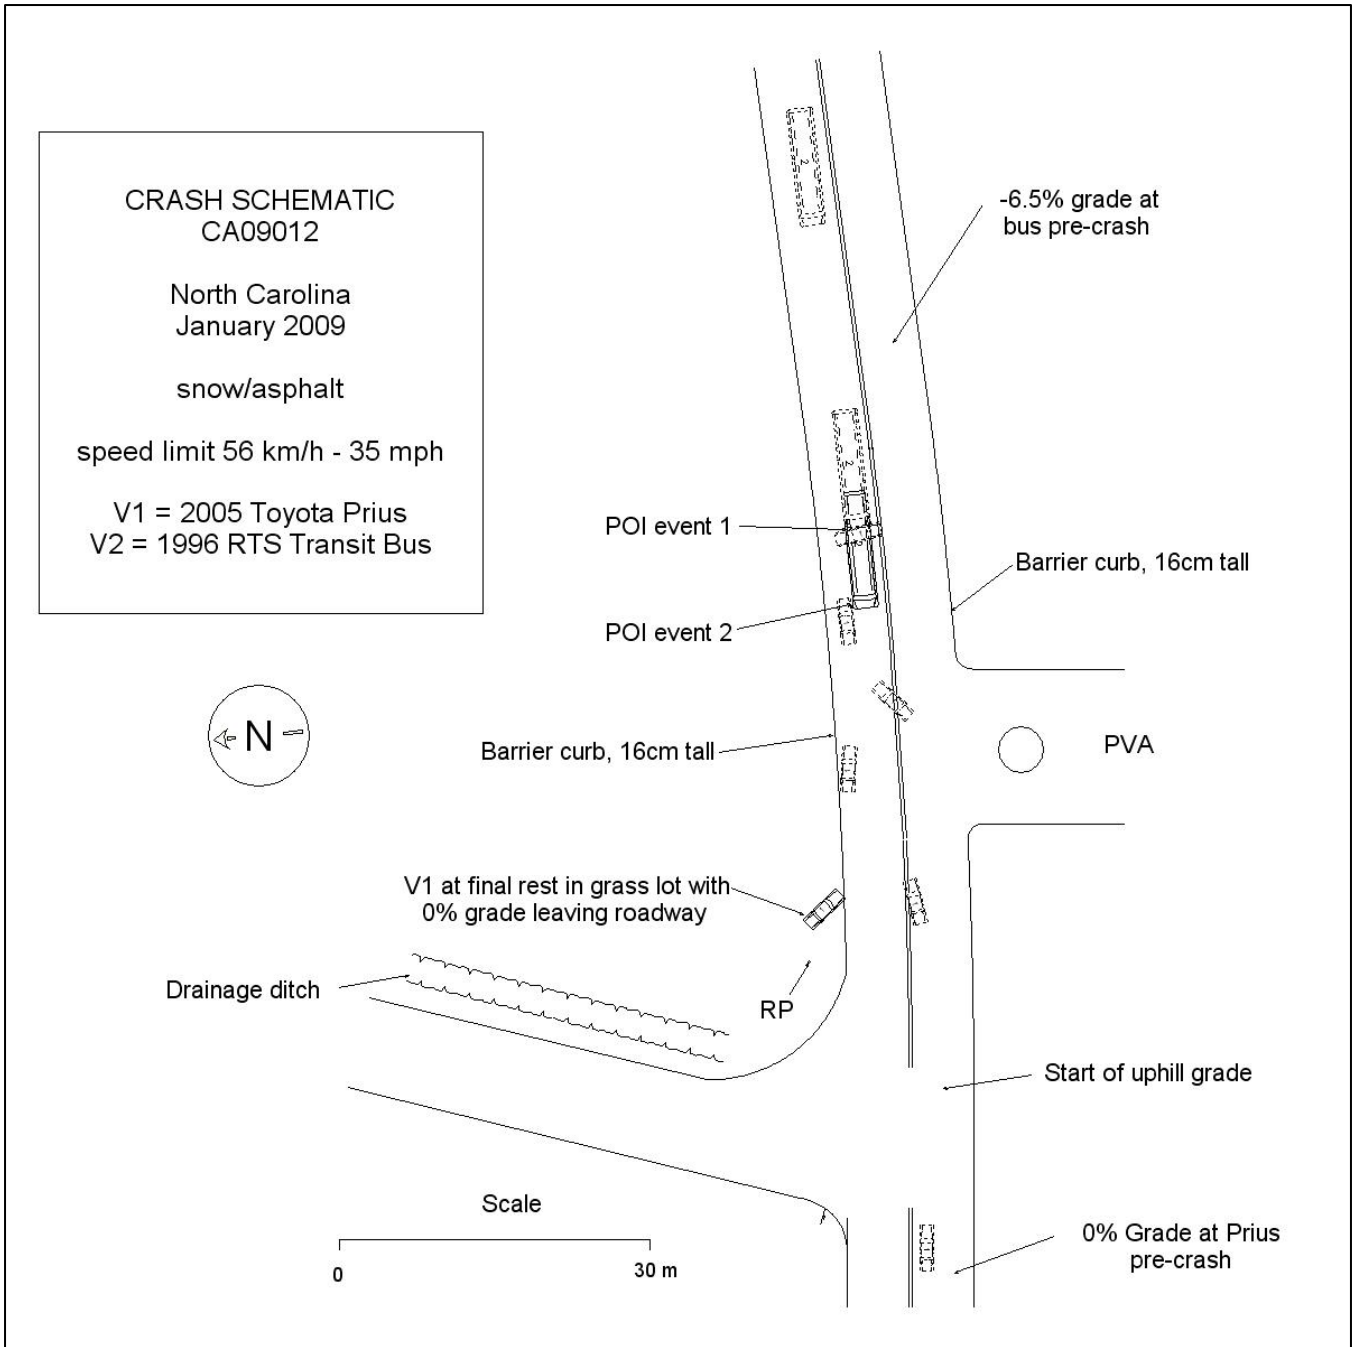 CRASH SCHEMATIC
CA09012
North Carolina
January 2009
snow/asphalt
speed limit 56 km/h - 35 mph
V1 = 2005 Toyota Prius
V2 = 1996 RTS Transit Bus
2
-6.5% grade at
bus pre-crash
2
POI event 1
Barrier curb, 16cm tall
POI event 2
N
Barrier curb, 16cm tall
PVA
V1 at final rest in grass lot with
0% grade leaving roadway
Drainage ditch
RP
Start of uphill grade
Scale
0
30 m
0% Grade at Prius
pre-crash